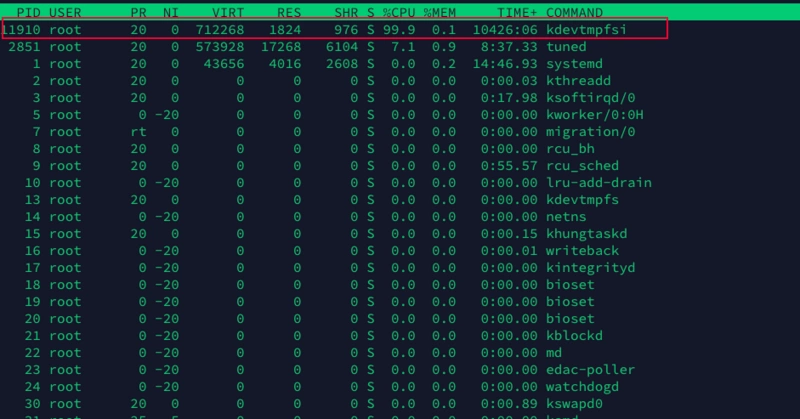 PID USER PR NI VIRT RES SHR S %CPU %MEM TIME+ COMMAND
11910 root 20 0 712268 1824 976 S 99.9 0.1 10426:06 kdevtmpfsi
2851 root 20 0 573928 17268 6104 S 7.1 0.9 8:37.33 tuned
1 root 20 0 43656 4016 2608 S 0.0 0.2 14:46.93 systemd
2 root 20 0 0 0 0 S 0.0 0.0 0:00.03 kthreadd
3 root 20 0 0 0 0 S 0.0 0.0 0:17.98 ksoftirqd/0
5 root 0 -20 0 0 0 S 0.0 0.0 0:00.00 kworker/0:0H
7 root rt 0 0 0 0 S 0.0 0.0 0:00.00 migration/0
8 root 20 0 0 0 0 S 0.0 0.0 0:00.00 rcu_bh
9 root 20 0 0 0 0 S 0.0 0.0 0:55.57 rcu_sched
10 root 0 -20 0 0 0 S 0.0 0.0 0:00.00 lru-add-drain
13 root 20 0 0 0 0 S 0.0 0.0 0:00.00 kdevtmpfs
14 root 0 -20 0 0 0 S 0.0 0.0 0:00.00 netns
15 root 20 0 0 0 0 S 0.0 0.0 0:00.15 khungtaskd
16 root 0 -20 0 0 0 S 0.0 0.0 0:00.01 writeback
17 root 0 -20 0 0 0 S 0.0 0.0 0:00.00 kintegrityd
18 root 0 -20 0 0 0 S 0.0 0.0 0:00.00 bioset
19 root 0 -20 0 0 0 S 0.0 0.0 0:00.00 bioset
20 root 0 -20 0 0 0 S 0.0 0.0 0:00.00 bioset
21 root 0 -20 0 0 0 S 0.0 0.0 0:00.00 kblockd
22 root 0 -20 0 0 0 S 0.0 0.0 0:00.00 md
23 root 0 -20 0 0 0 S 0.0 0.0 0:00.00 edac-poller
24 root 0 -20 0 0 0 S 0.0 0.0 0:00.00 watchdogd
30 root 20 0 0 0 0 S 0.0 0.0 0:00.89 kswapd0